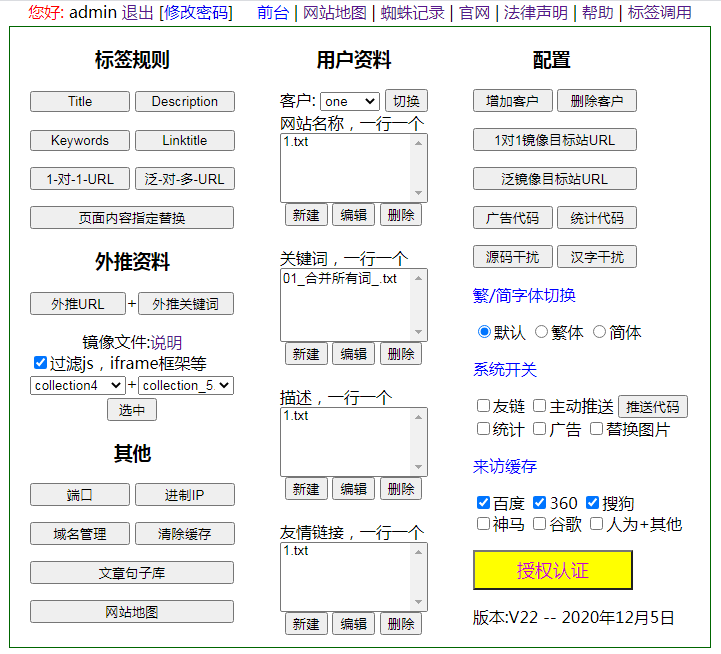 您好: admin 退出 [修改密码] 前台 | 网站地图 | 蜘蛛记录 | 官网 | 法律声明 | 帮助 | 标签调用
标签规则
Title Description
Keywords Linktitle
1-对-1-URL 泛-对-多-URL
页面内容指定替换
外推资料
外推URL + 外推关键词
镜像文件:说明
过滤js，iframe框架等
collection4 + collection_5
选中
其他
端口 进制IP
域名管理 清除缓存
文章句子库
网站地图
用户资料
客户: one 切换
网站名称，一行一个
1.txt
新建 编辑 删除
关键词，一行一个
01_合并所有词_.txt
新建 编辑 删除
描述，一行一个
1.txt
新建 编辑 删除
友情链接，一行一个
1.txt
新建 编辑 删除
配置
增加客户 删除客户
1对1镜像目标站URL
泛镜像目标站URL
广告代码 统计代码
源码干扰 汉字干扰
繁/简字体切换
默认 繁体 简体
系统开关
友链 主动推送 推送代码
统计 广告 替换图片
来访缓存
百度 360 搜狗
神马 谷歌 人为+其他
授权认证
版本:V22 -- 2020年12月5日